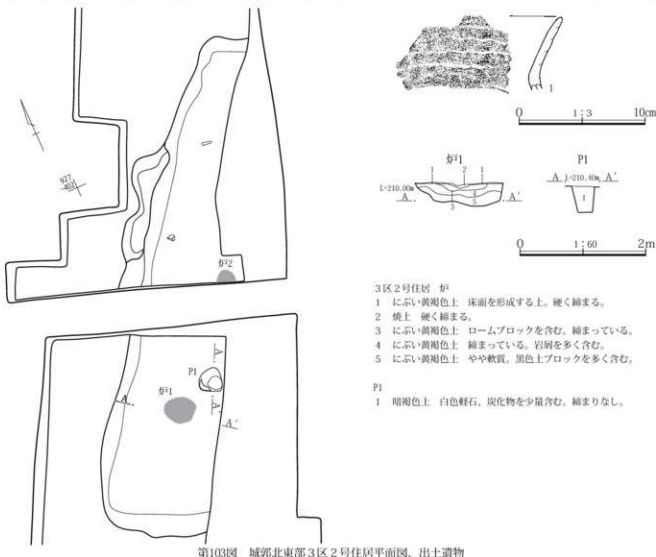 1
0 1:3 10cm
927
402
炉1
1 2 1
L=210.00m
A . 3 4 5 . A′
P1
A L=210.40m A′
1
0 1:60 2m
炉2
3区2号住居 炉
1 にぶい黄褐色土 床面を形成する土。硬く締まる。
2 焼土 硬く締まる。
3 にぶい黄褐色土 ロームブロックを含む。締まっている。
4 にぶい黄褐色土 締まっている。岩屑を多く含む。
5 にぶい黄褐色土 やや軟質。黒色土ブロックを多く含む。
P1
1 暗褐色土 白色軽石、炭化物を少量含む。締まりなし。
A
P1
炉1
A
A′
A′
第103図 城郭北東部3区2号住居平面図、出土遺物